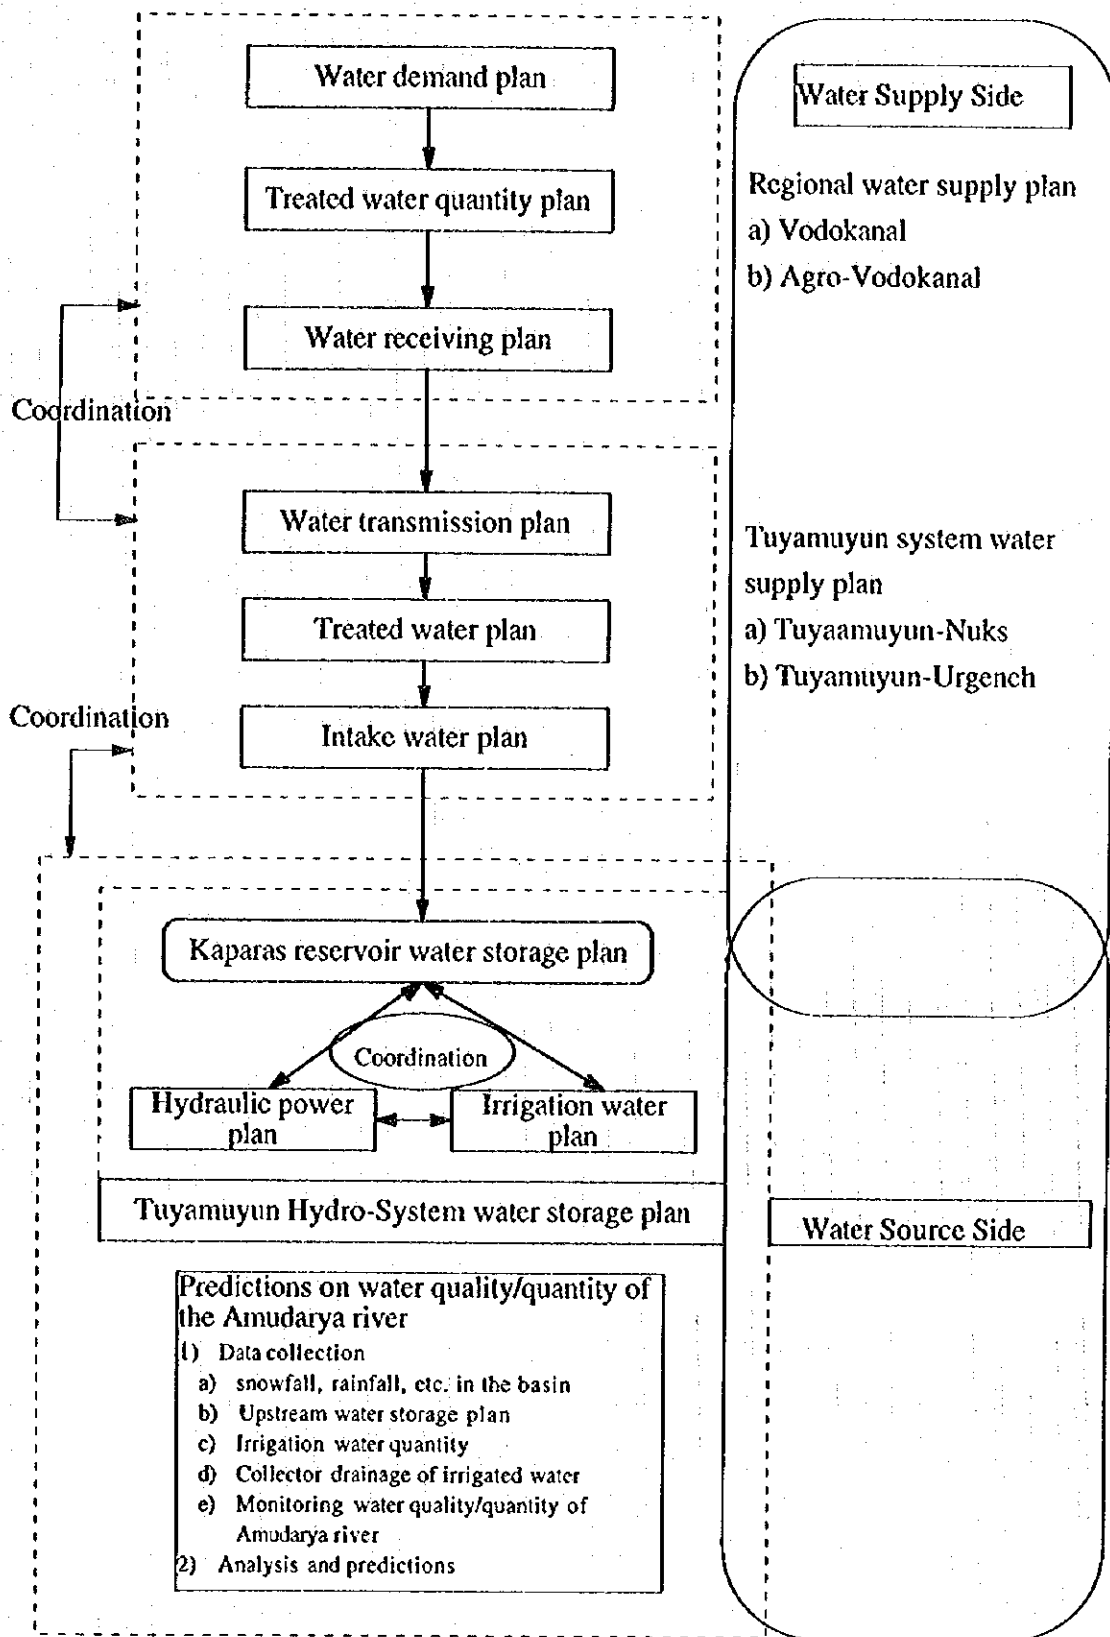 Water demand plan
Water Supply Side
Treated water quantity plan
Regional water supply plan
a) Vodokanal
b) Agro-Vodokanal
Water receiving plan
Coordination
Water transmission plan
Tuyamuyun system water
supply plan
a) Tuyaamuyun-Nuks
b) Tuyamuyun-Urgench
Treated water plan
Coordination
Intake water plan
Kaparas reservoir water storage plan
Coordination
Hydraulic power
plan
Irrigation water
plan
Tuyamuyun Hydro-System water storage plan
Water Source Side
Predictions on water quality/quantity of
the Amudarya river
1) Data collection
a) snowfall, rainfall, etc. in the basin
b) Upstream water storage plan
c) Irrigation water quantity
d) Collector drainage of irrigated water
e) Monitoring water quality/quantity of
Amudarya river
2) Analysis and predictions